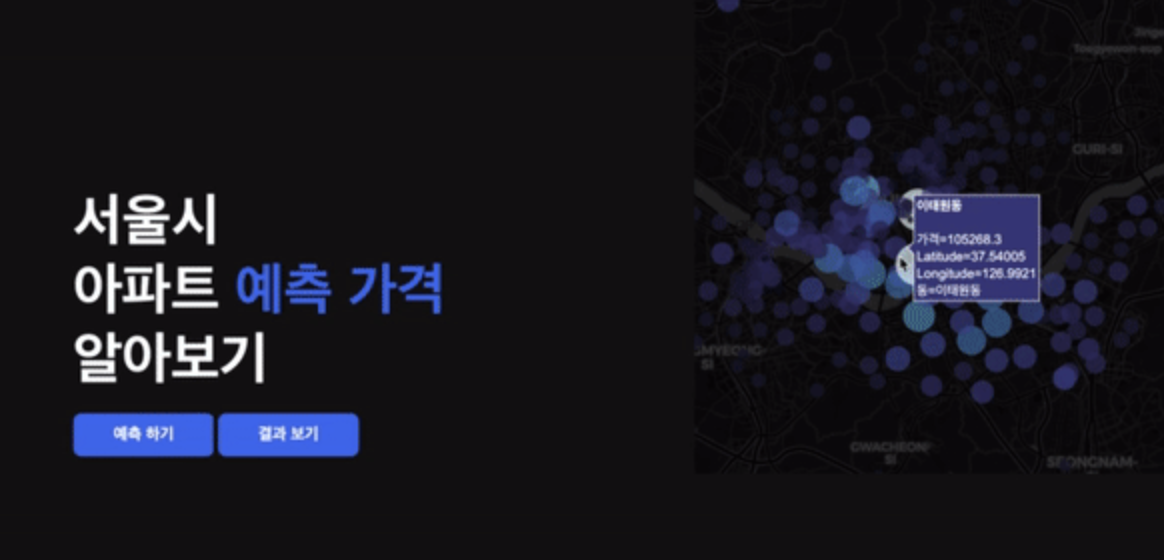 서울시
아파트 예측 가격
알아보기
예측 하기
결과 보기
GURI-SI
이태원동
가격=105268.3
Latitude=37.54005
Longitude=126.9921
동=이태원동
GWACHEON-
SI
SEONGNAM-